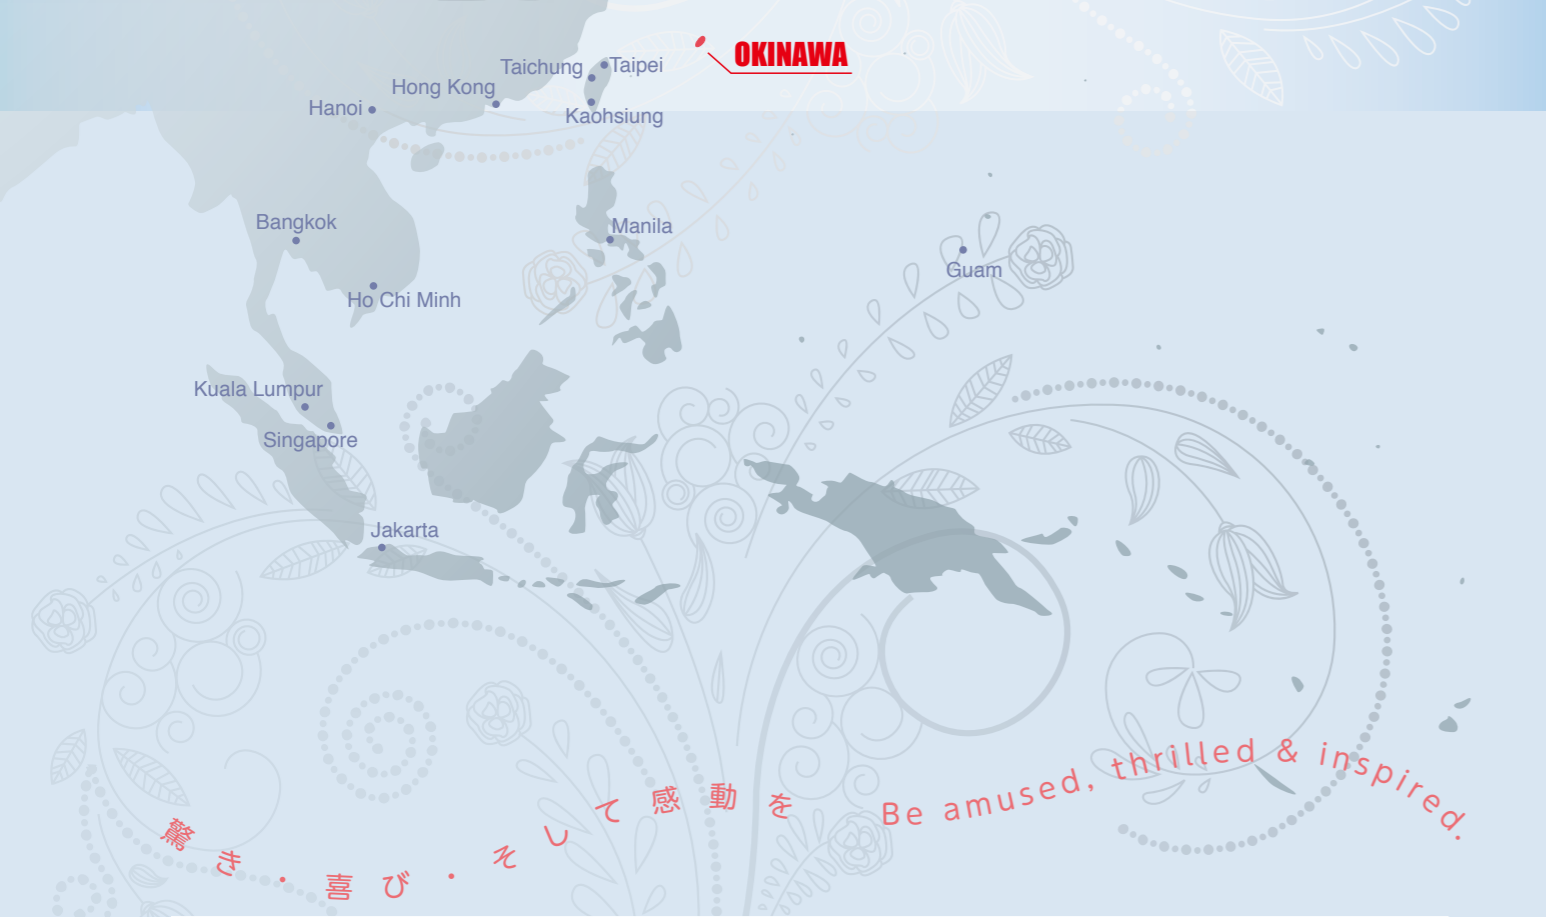 OKINAWA
Taichung
Taipei
Hong Kong
Hanoi
Kaohsiung
Bangkok
Manila
Guam
Ho Chi Minh
Kuala Lumpur
Singapore
Jakarta
驚き・喜び・そして感動を
Be amused, thrilled & inspired.